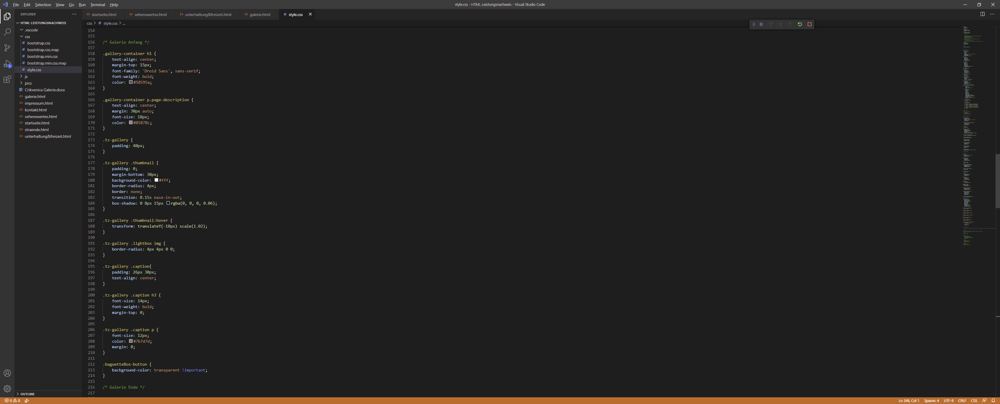 File Edit Selection View Go Run Terminal Help
style.css - HTML Leistungsnachweis - Visual Studio Code
EXPLORER
startseite.html sehenswertes.html unterhaltung&freizeit.html galerie.html # style.css
HTML LEISTUNGSNACHWEIS
.vscode
css
# bootstrap.css
# bootstrap.css.map
# bootstrap.min.css
# bootstrap.min.css.map
# style.css
js
pics
Crikvenica Galerie.docx
galerie.html
impressum.html
kontakt.html
sehenswertes.html
startseite.html
straende.html
unterhaltung&freizeit.html
OUTLINE
1
css > # style.css > ...
154
155
156 /* Galerie Anfang */
157
158 .gallery-container h1 {
159 text-align: center;
160 margin-top: 15px;
161 font-family: 'Droid Sans', sans-serif;
162 font-weight: bold;
163 color: #58595a;
164 }
165
166 .gallery-container p.page-description {
167 text-align: center;
168 margin: 30px auto;
169 font-size: 18px;
170 color: #85878c;
171 }
172
173 .tz-gallery {
174 padding: 40px;
175 }
176
177 .tz-gallery .thumbnail {
178 padding: 0;
179 margin-bottom: 30px;
180 background-color: #fff;
181 border-radius: 4px;
182 border: none;
183 transition: 0.15s ease-in-out;
184 box-shadow: 0 8px 15px rgba(0, 0, 0, 0.06);
185 }
186
187 .tz-gallery .thumbnail:hover {
188 transform: translateY(-10px) scale(1.02);
189 }
190
191 .tz-gallery .lightbox img {
192 border-radius: 4px 4px 0 0;
193 }
194
195 .tz-gallery .caption{
196 padding: 26px 30px;
197 text-align: center;
198 }
199
200 .tz-gallery .caption h3 {
201 font-size: 14px;
202 font-weight: bold;
203 margin-top: 0;
204 }
205
206 .tz-gallery .caption p {
207 font-size: 12px;
208 color: #7b7d7d;
209 margin: 0;
210 }
211
212 .baguetteBox-button {
213 background-color: transparent !important;
214 }
215
216 /* Galerie Ende */
217
0 0
Ln 348, Col 1 Spaces: 4 UTF-8 CRLF CSS